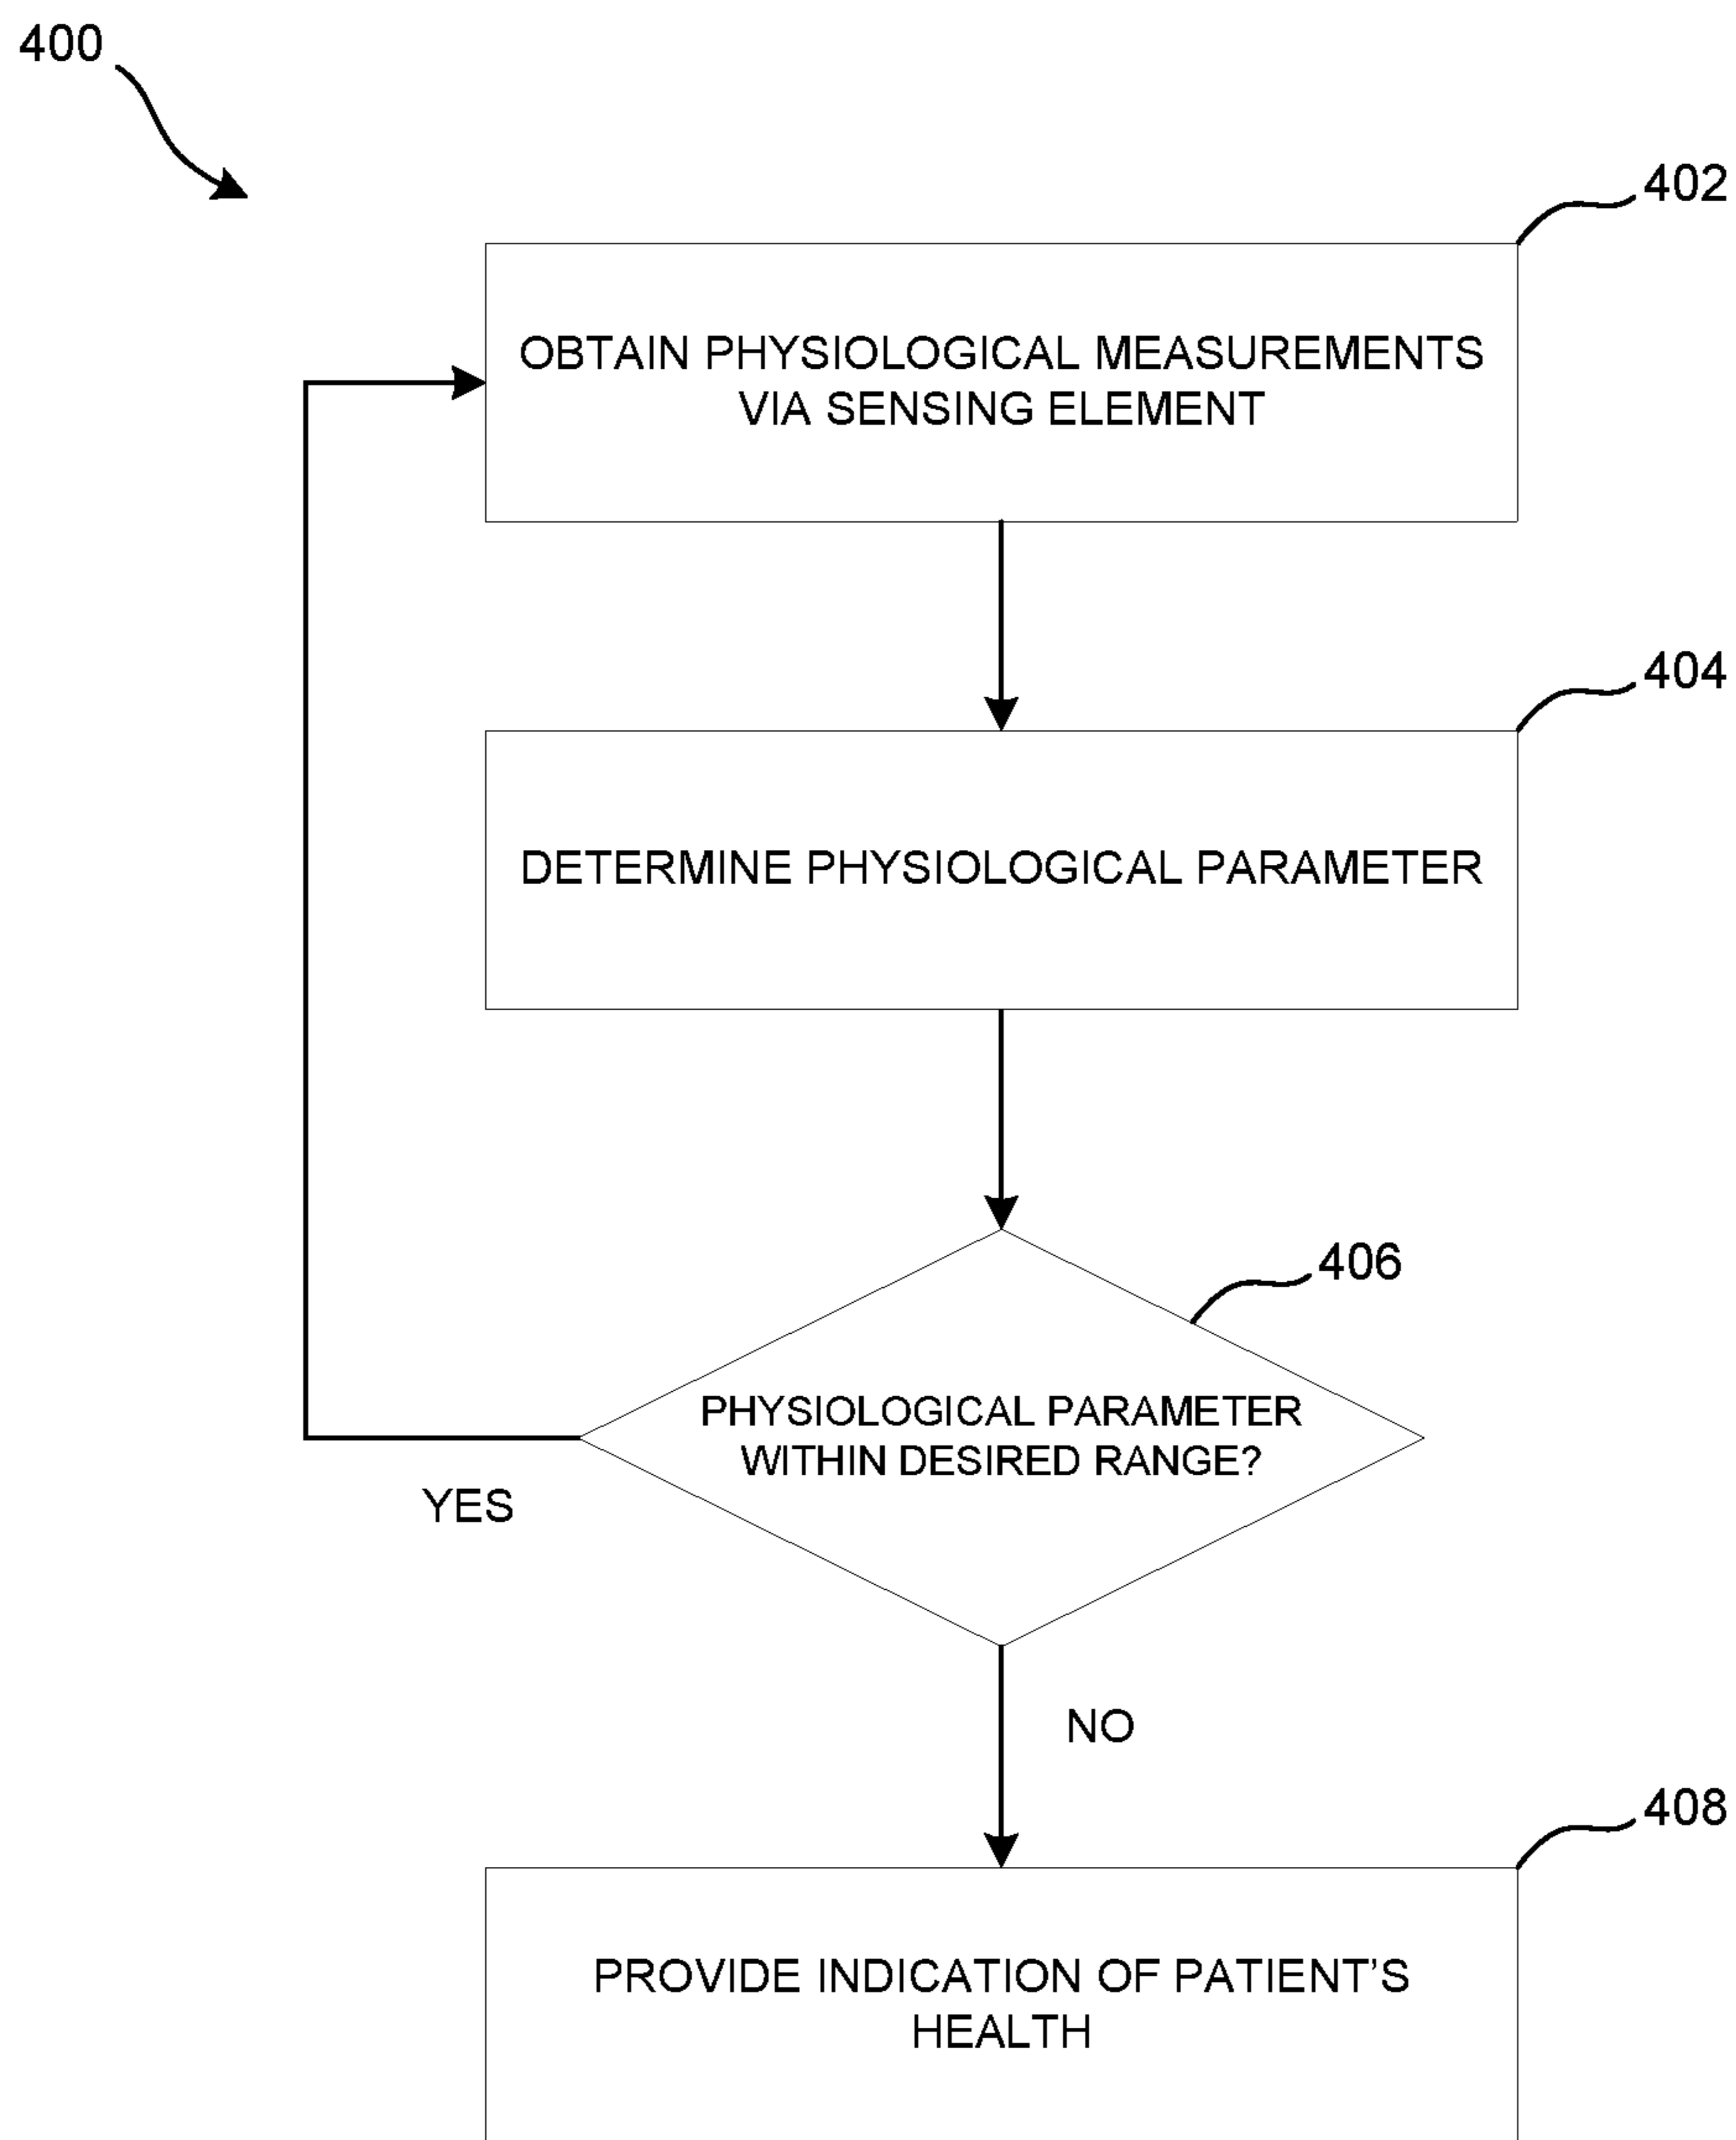 400
402
OBTAIN PHYSIOLOGICAL MEASUREMENTS
VIA SENSING ELEMENT
404
DETERMINE PHYSIOLOGICAL PARAMETER
406
PHYSIOLOGICAL PARAMETER
WITHIN DESIRED RANGE?
YES
NO
408
PROVIDE INDICATION OF PATIENT'S
HEALTH